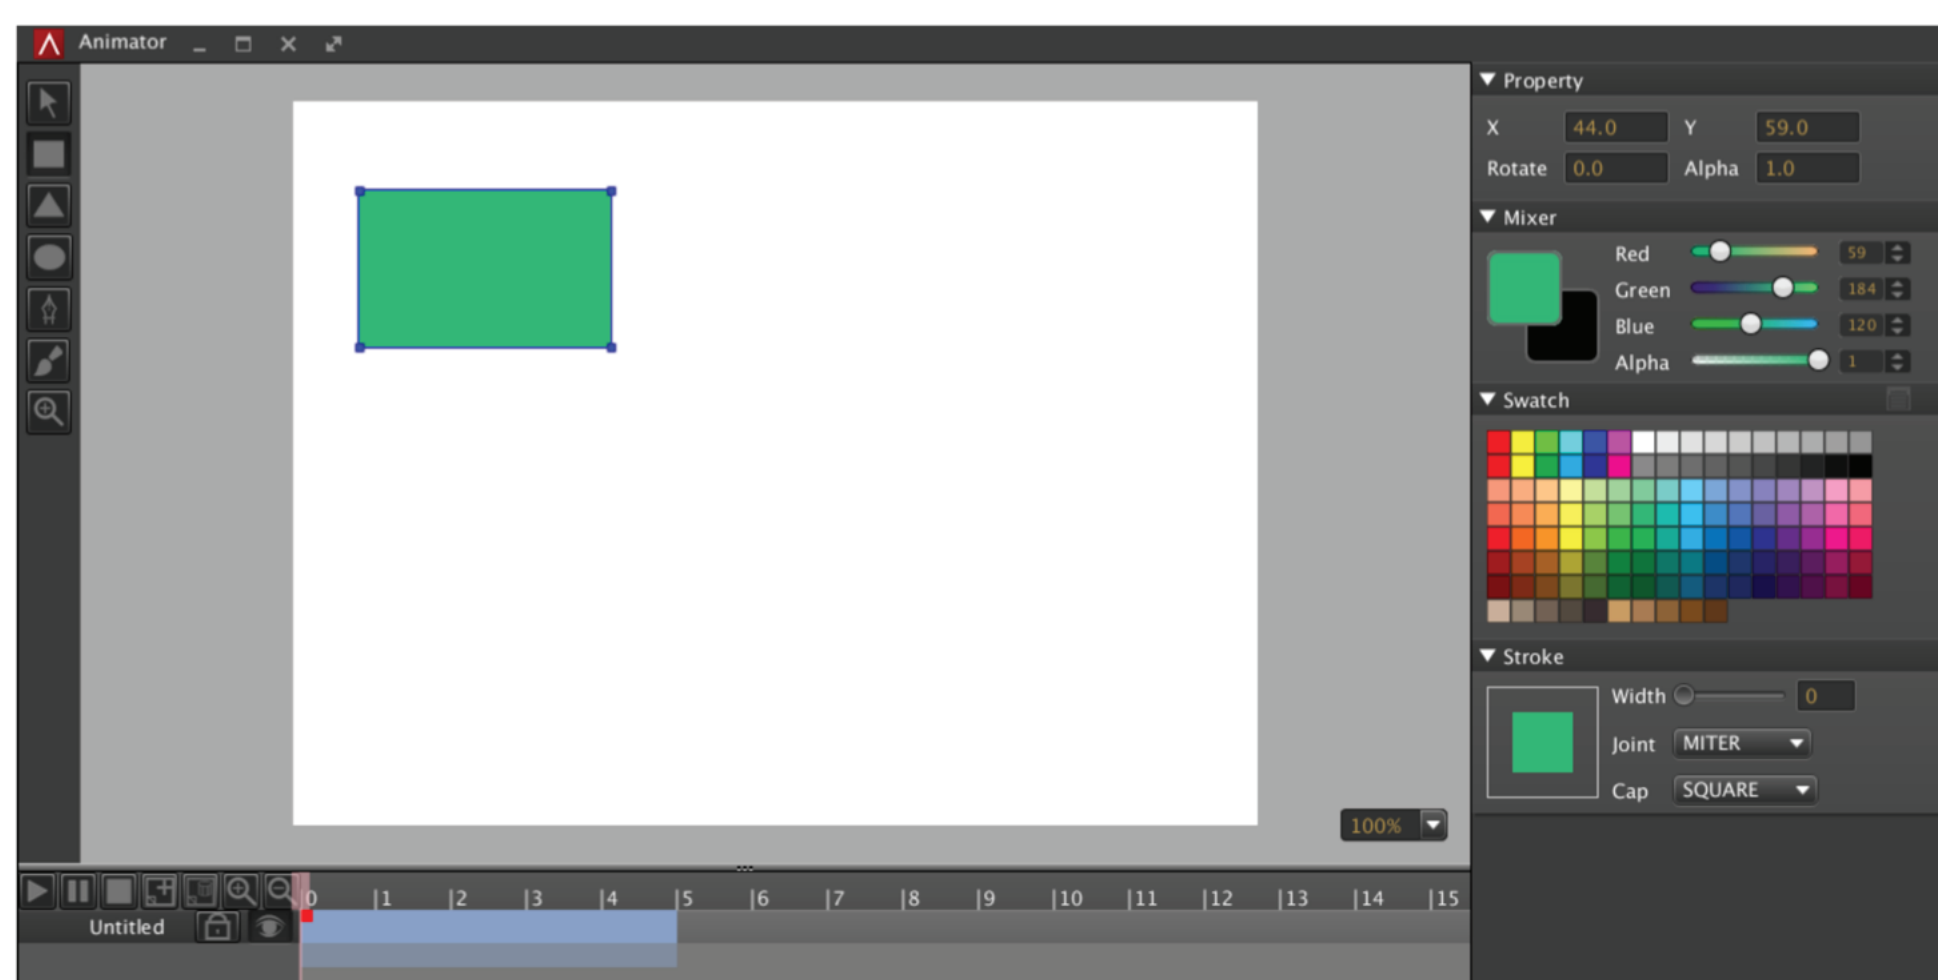 Animator
Property
X 44.0 Y 59.0
Rotate 0.0 Alpha 1.0
Mixer
Red 59
Green 184
Blue 120
Alpha 1
Swatch
Stroke
Width 0
Joint MITER
Cap SQUARE
100%
0 1 2 3 4 5 6 7 8 9 10 11 12 13 14 15
Untitled